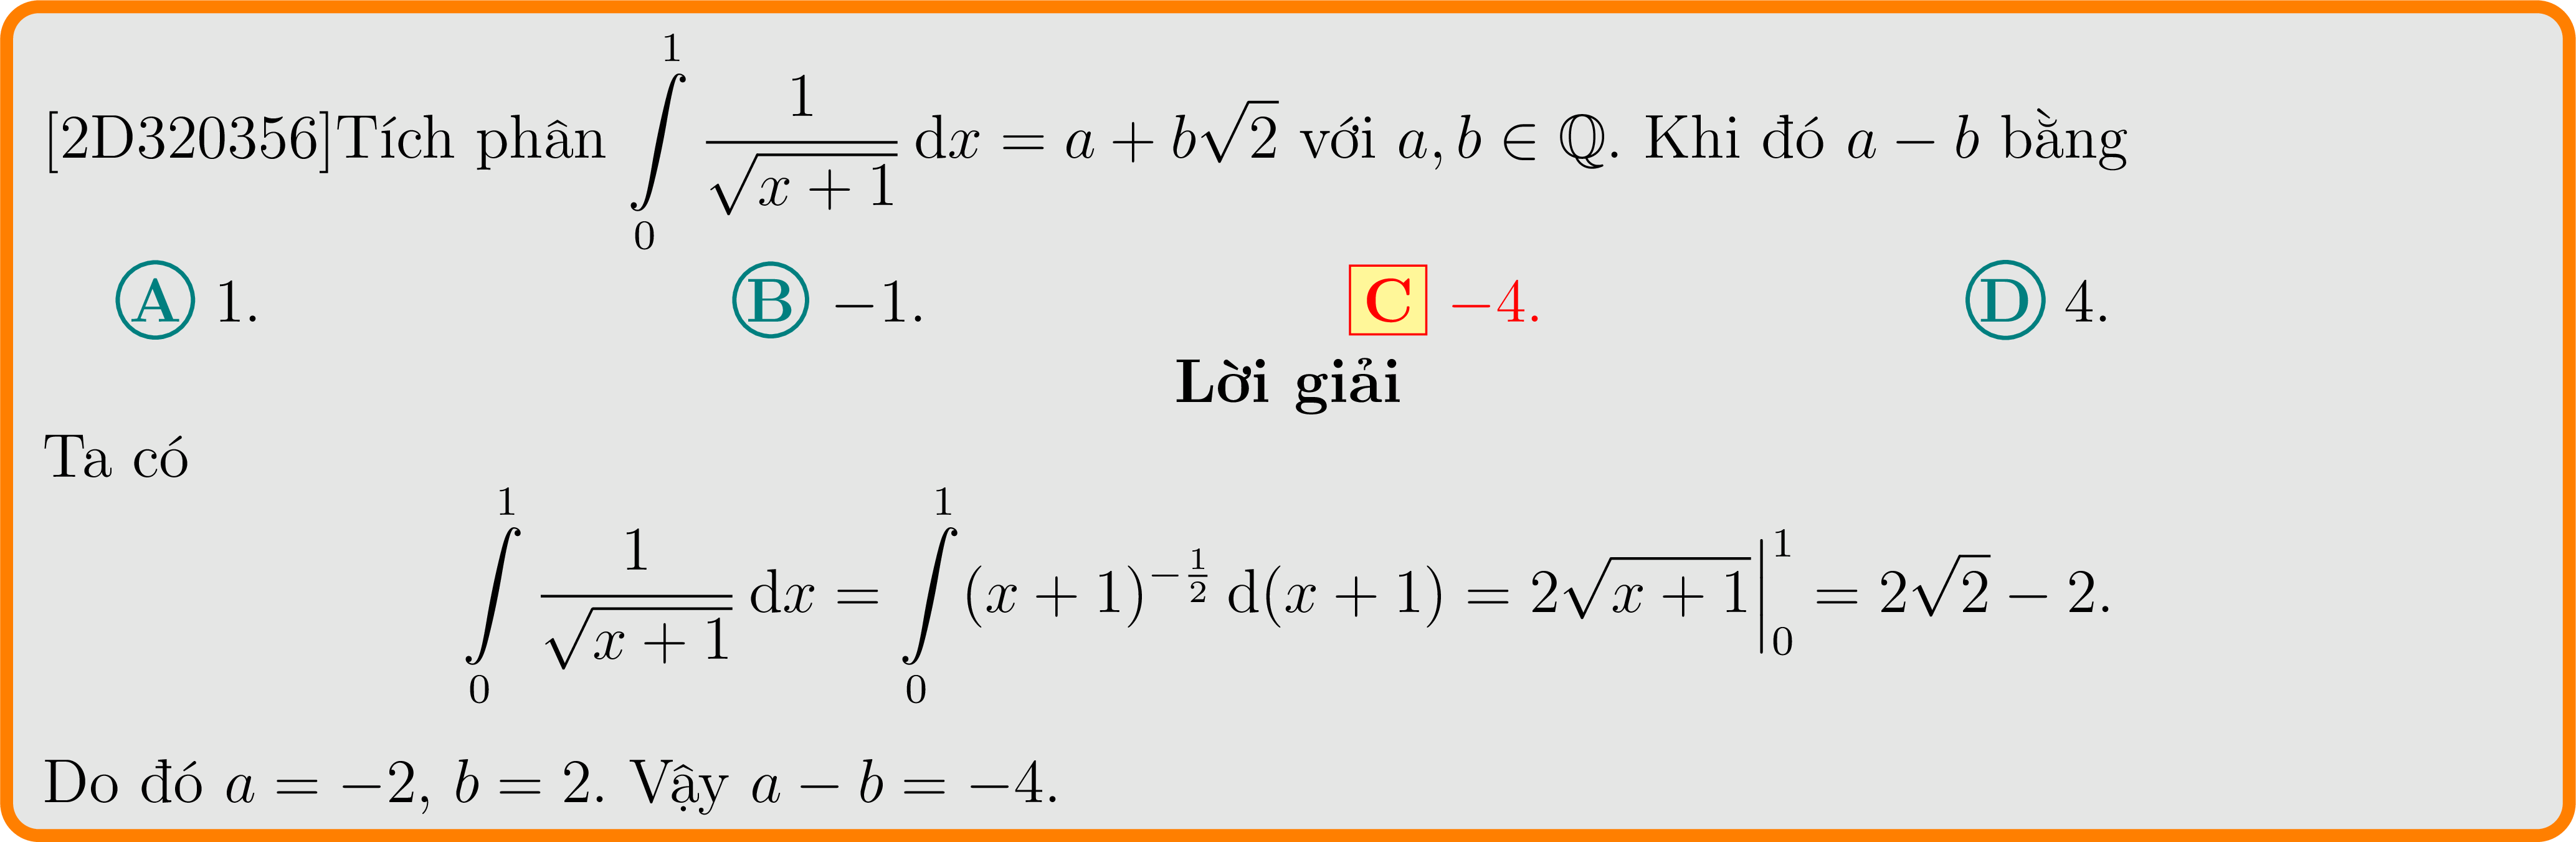 [2D320356]Tích phân $\int\limits_0^1 \frac{1}{\sqrt{x+1}}\,\mathrm{d}x = a + b\sqrt{2}$ với $a, b \in \mathbb{Q}$. Khi đó $a - b$ bằng
A 1. B −1. C −4. D 4.
Lời giải
Ta có
$\int\limits_0^1 \frac{1}{\sqrt{x+1}}\,\mathrm{d}x = \int\limits_0^1 (x+1)^{-\frac{1}{2}}\,\mathrm{d}(x+1) = 2\sqrt{x+1}\Big|_0^1 = 2\sqrt{2} - 2.$
Do đó $a = -2$, $b = 2$. Vậy $a - b = -4$.